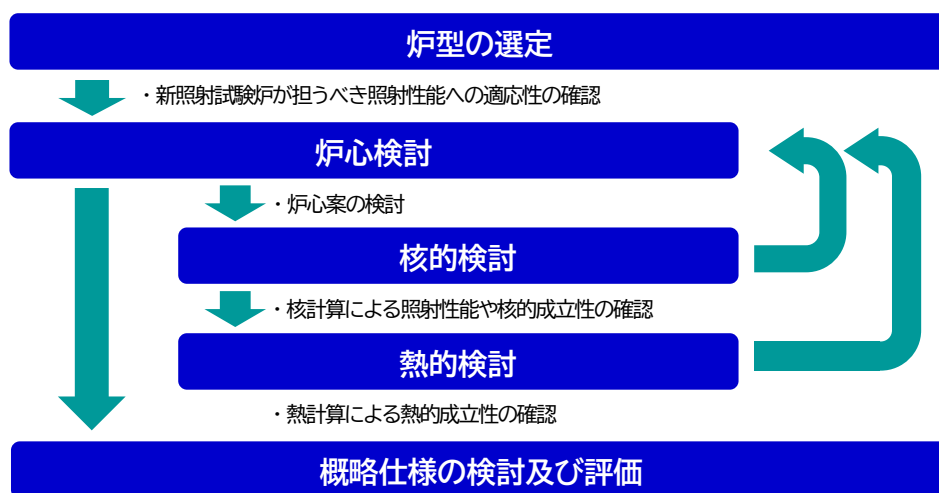 炉型の選定
・新照射試験炉が担うべき照射性能への適応性の確認
炉心検討
・炉心案の検討
核的検討
・核計算による照射性能や核的成立性の確認
熱的検討
・熱計算による熱的成立性の確認
概略仕様の検討及び評価